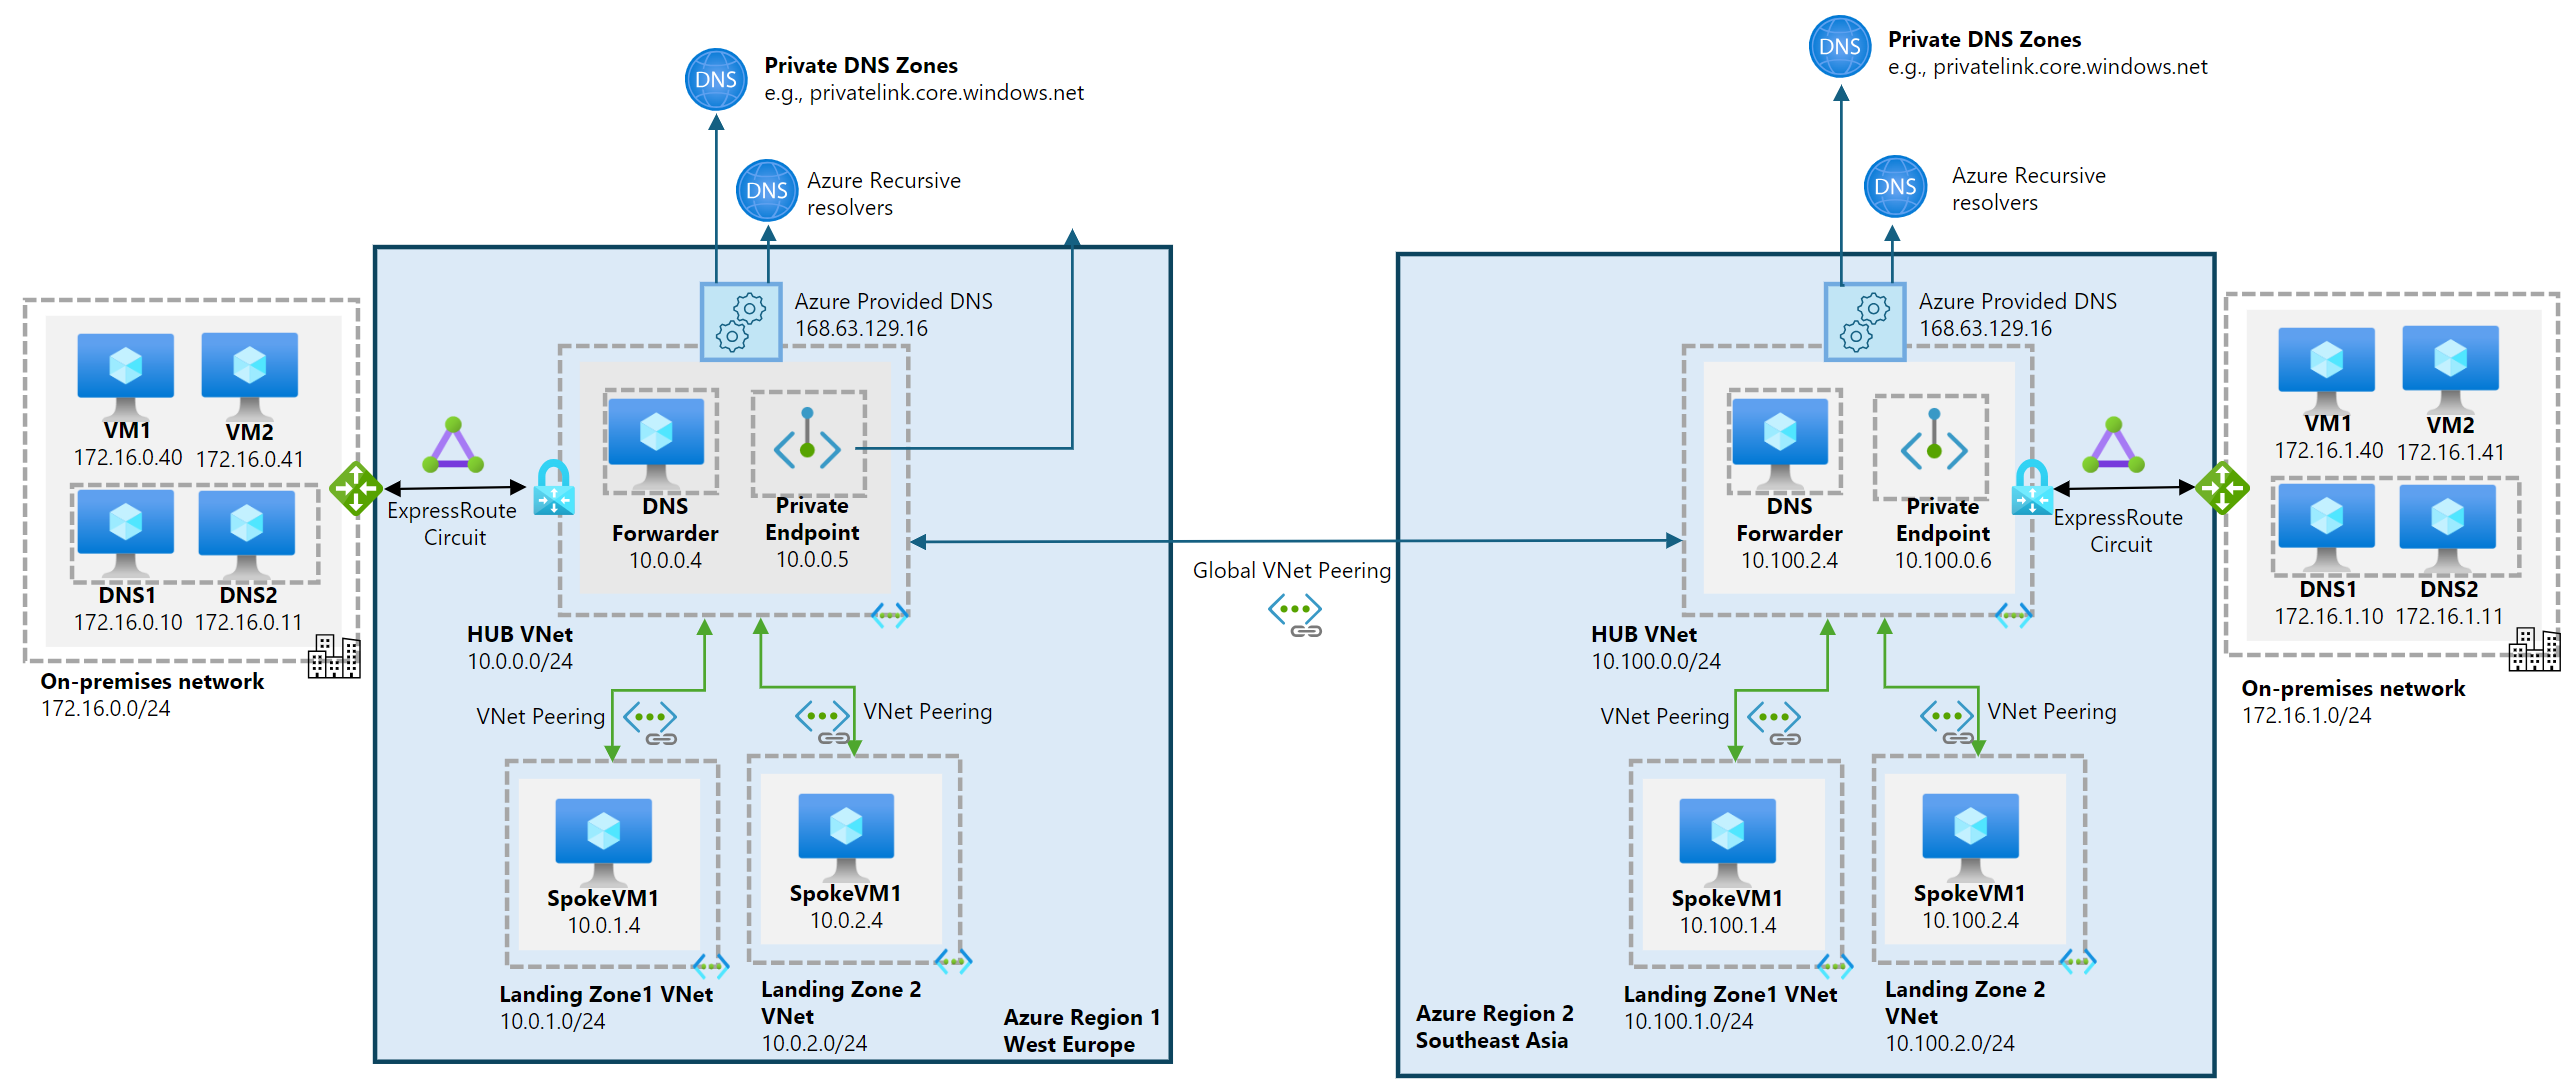 DNS
Private DNS Zones
e.g., privatelink.core.windows.net
DNS
Azure Recursive
resolvers
Azure Provided DNS
168.63.129.16
VM1
172.16.0.40
VM2
172.16.0.41
DNS1
172.16.0.10
DNS2
172.16.0.11
On-premises network
172.16.0.0/24
ExpressRoute
Circuit
DNS
Forwarder
10.0.0.4
Private
Endpoint
10.0.0.5
HUB VNet
10.0.0.0/24
VNet Peering
VNet Peering
SpokeVM1
10.0.1.4
SpokeVM1
10.0.2.4
Landing Zone1 VNet
10.0.1.0/24
Landing Zone 2
VNet
10.0.2.0/24
Azure Region 1
West Europe
Global VNet Peering
DNS
Private DNS Zones
e.g., privatelink.core.windows.net
DNS
Azure Recursive
resolvers
Azure Provided DNS
168.63.129.16
DNS
Forwarder
10.100.2.4
Private
Endpoint
10.100.0.6
ExpressRoute
Circuit
HUB VNet
10.100.0.0/24
VNet Peering
VNet Peering
SpokeVM1
10.100.1.4
SpokeVM1
10.100.2.4
Landing Zone1 VNet
10.100.1.0/24
Landing Zone 2
VNet
10.100.2.0/24
Azure Region 2
Southeast Asia
VM1
172.16.1.40
VM2
172.16.1.41
DNS1
172.16.1.10
DNS2
172.16.1.11
On-premises network
172.16.1.0/24